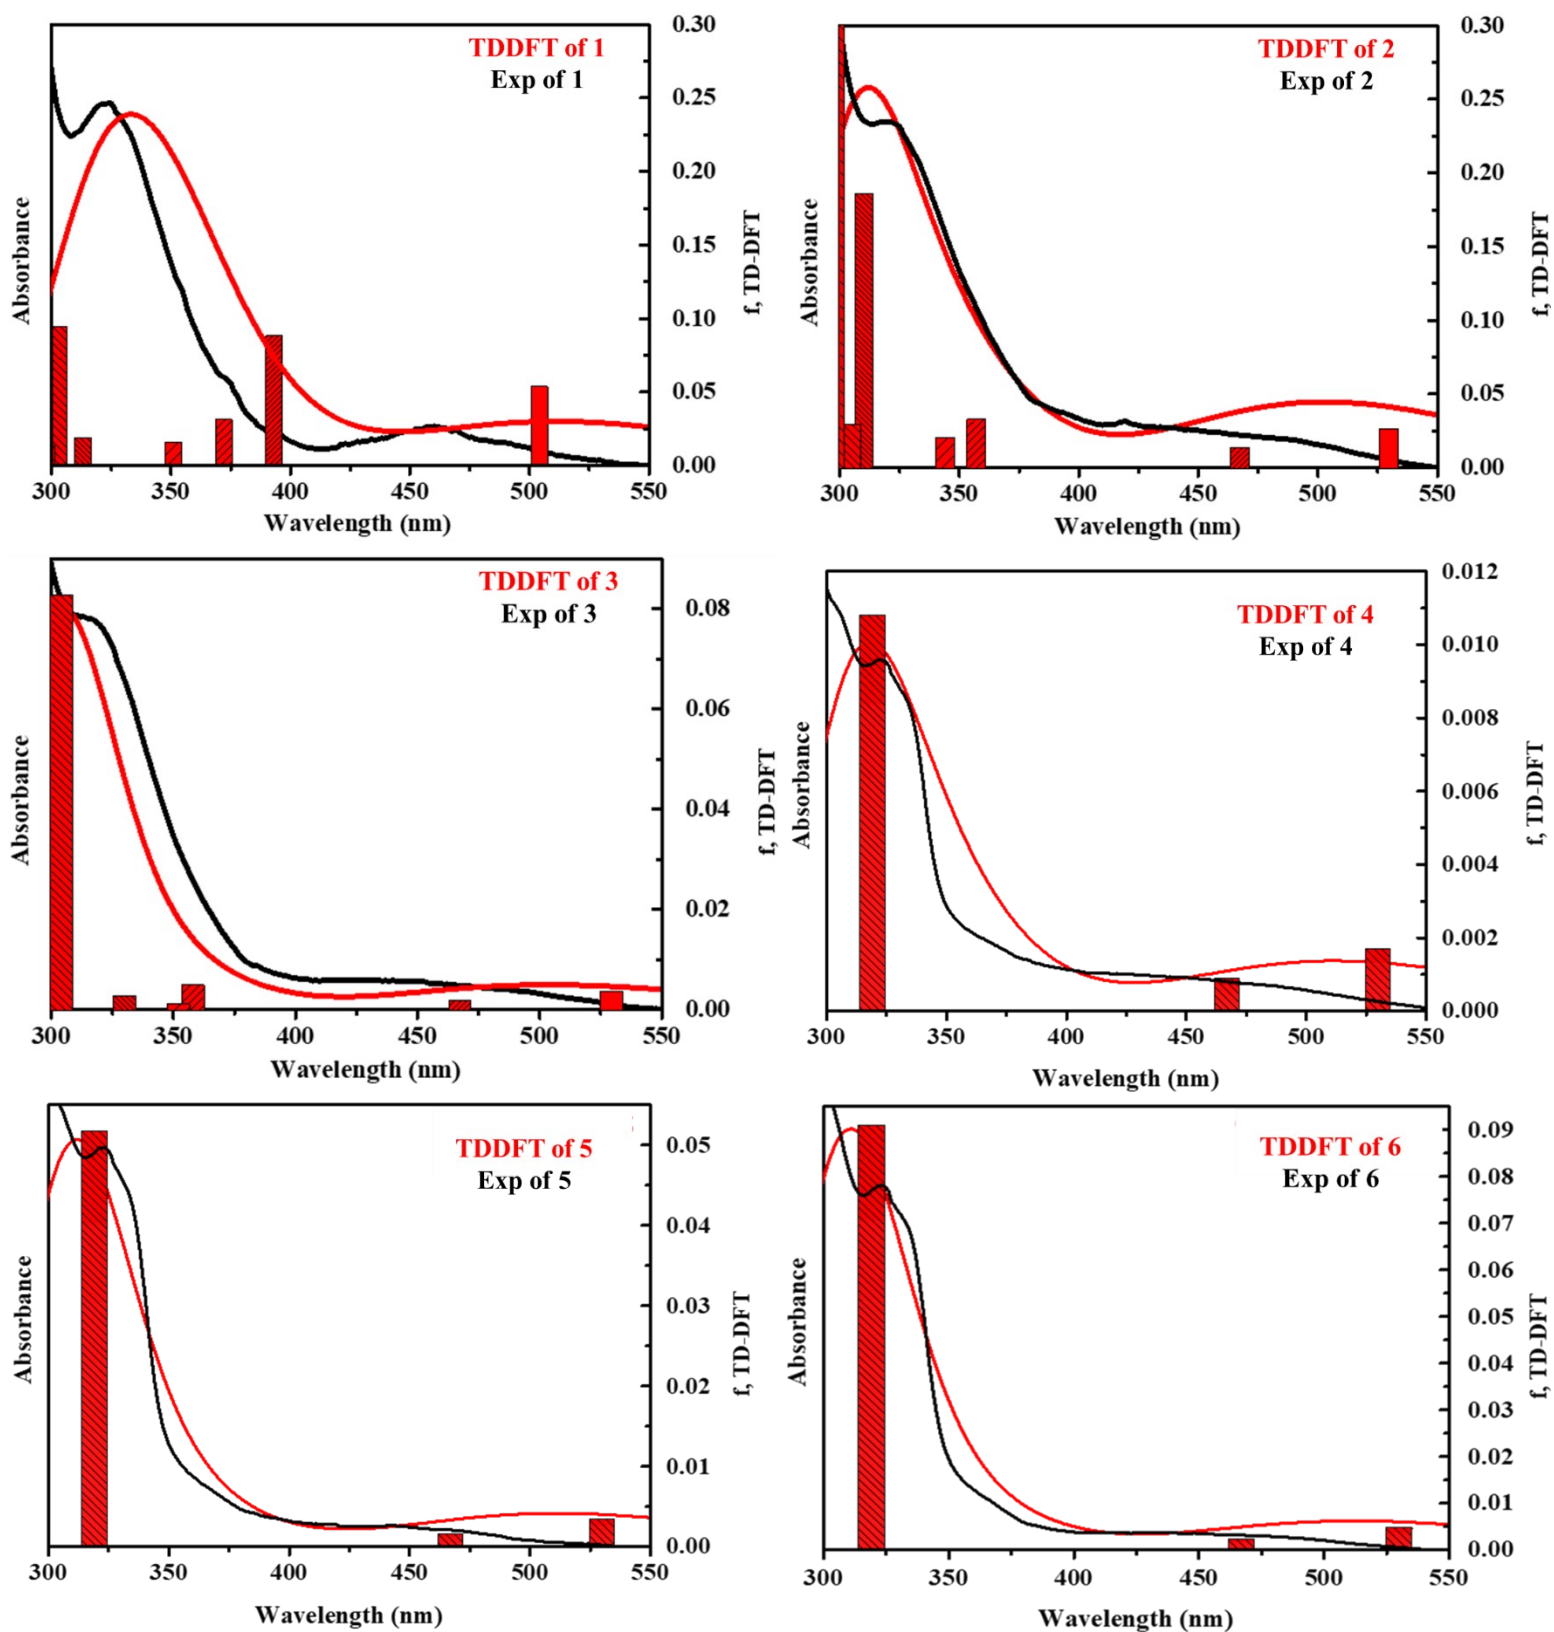 TDDFT of 1
Exp of 1
Absorbance
0.30
0.25
0.20
0.15
0.10
0.05
0.00
f, TD-DFT
300 350 400 450 500 550
Wavelength (nm)
TDDFT of 2
Exp of 2
Absorbance
0.30
0.25
0.20
0.15
0.10
0.05
0.00
f, TD-DFT
300 350 400 450 500 550
Wavelength (nm)
TDDFT of 3
Exp of 3
Absorbance
0.08
0.06
0.04
0.02
0.00
f, TD-DFT
300 350 400 450 500 550
Wavelength (nm)
TDDFT of 4
Exp of 4
Absorbance
0.012
0.010
0.008
0.006
0.004
0.002
0.000
f, TD-DFT
300 350 400 450 500 550
Wavelength (nm)
TDDFT of 5
Exp of 5
Absorbance
0.05
0.04
0.03
0.02
0.01
0.00
f, TD-DFT
300 350 400 450 500 550
Wavelength (nm)
TDDFT of 6
Exp of 6
Absorbance
0.09
0.08
0.07
0.06
0.05
0.04
0.03
0.02
0.01
0.00
f, TD-DFT
300 350 400 450 500 550
Wavelength (nm)